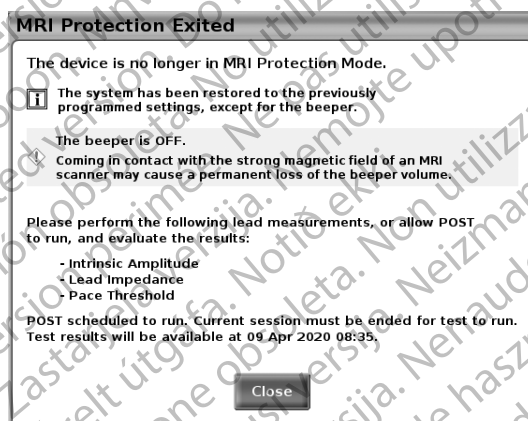 MRI Protection Exited
The device is no longer in MRI Protection Mode.
The system has been restored to the previously
programmed settings, except for the beeper.
The beeper is OFF.
Coming in contact with the strong magnetic field of an MRI
scanner may cause a permanent loss of the beeper volume.
Please perform the following lead measurements, or allow POST
to run, and evaluate the results:
- Intrinsic Amplitude
- Lead Impedance
- Pace Threshold
POST scheduled to run. Current session must be ended for test to run.
Test results will be available at 09 Apr 2020 08:35.
Close